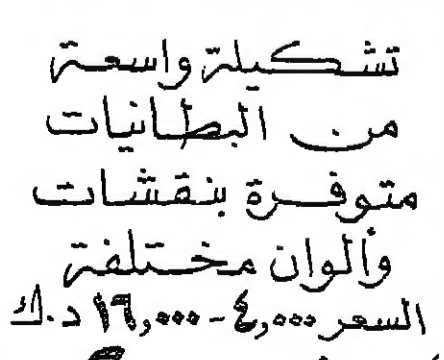 تشكيلة واسعة
من البطانيات
متوفرة بنقشات
وألوان مختلفة
السعر ٤,٠٠٠ - ١٦,٠٠٠ د.ك